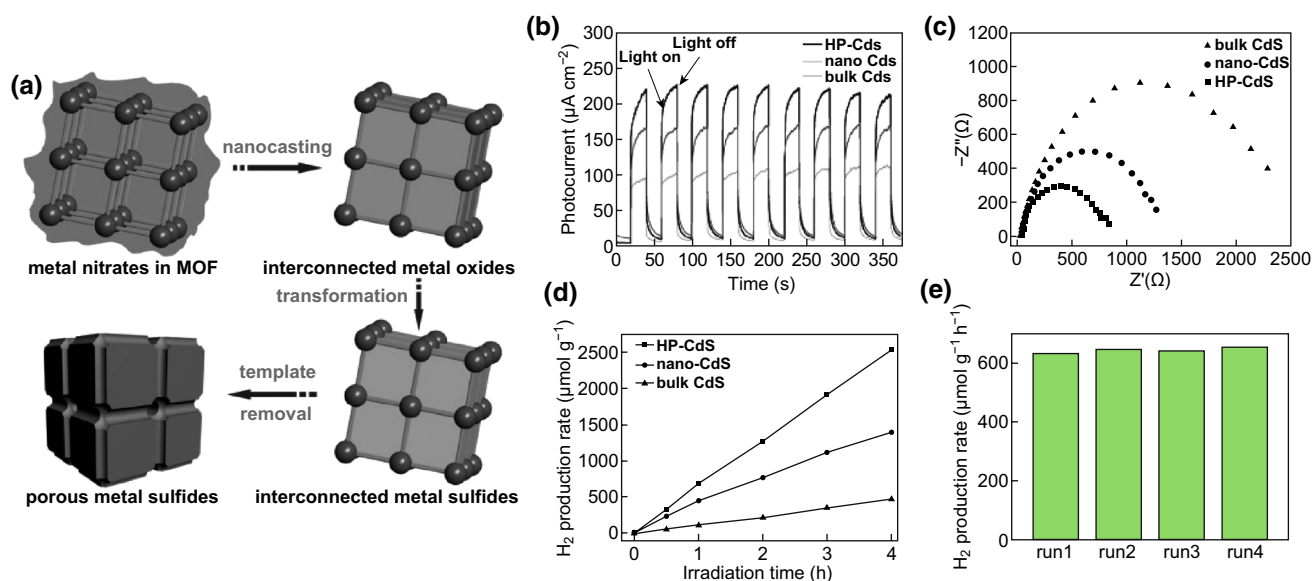 (a)
nanocasting
metal nitrates in MOF
interconnected metal oxides
transformation
template
removal
porous metal sulfides
interconnected metal sulfides
(b)
Photocurrent (μA cm−2)
300
250
200
150
100
50
0
Light on
Light off
HP-Cds
nano Cds
bulk Cds
0 50 100 150 200 250 300 350
Time (s)
(c)
−Z''(Ω)
1200
1000
800
600
400
200
0
bulk CdS
nano-CdS
HP-CdS
0 500 1000 1500 2000 2500
Z'(Ω)
(d)
H2 production rate (μmol g−1)
2500
2000
1500
1000
500
0
HP-CdS
nano-CdS
bulk CdS
0 1 2 3 4
Irradiation time (h)
(e)
H2 production rate (μmol g−1 h−1)
600
400
200
0
run1 run2 run3 run4